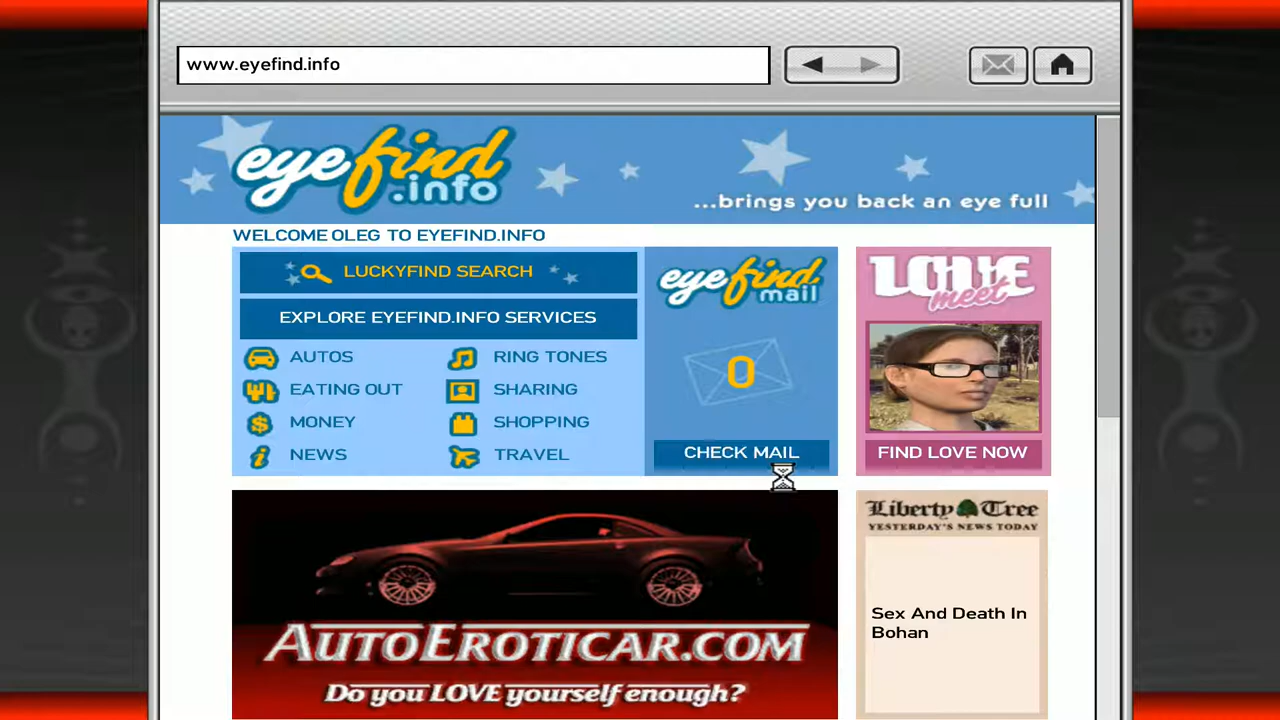 www.eyefind.info
eyefind
.info
...brings you back an eye full
WELCOME OLEG TO EYEFIND.INFO
LUCKYFIND SEARCH
EXPLORE EYEFIND.INFO SERVICES
AUTOS
RING TONES
EATING OUT
SHARING
MONEY
SHOPPING
NEWS
TRAVEL
eyefind
mail
0
CHECK MAIL
LOVE
meet
FIND LOVE NOW
AUTOEROTICAR.COM
Do you LOVE yourself enough?
Liberty Tree
YESTERDAY'S NEWS TODAY
Sex And Death In
Bohan